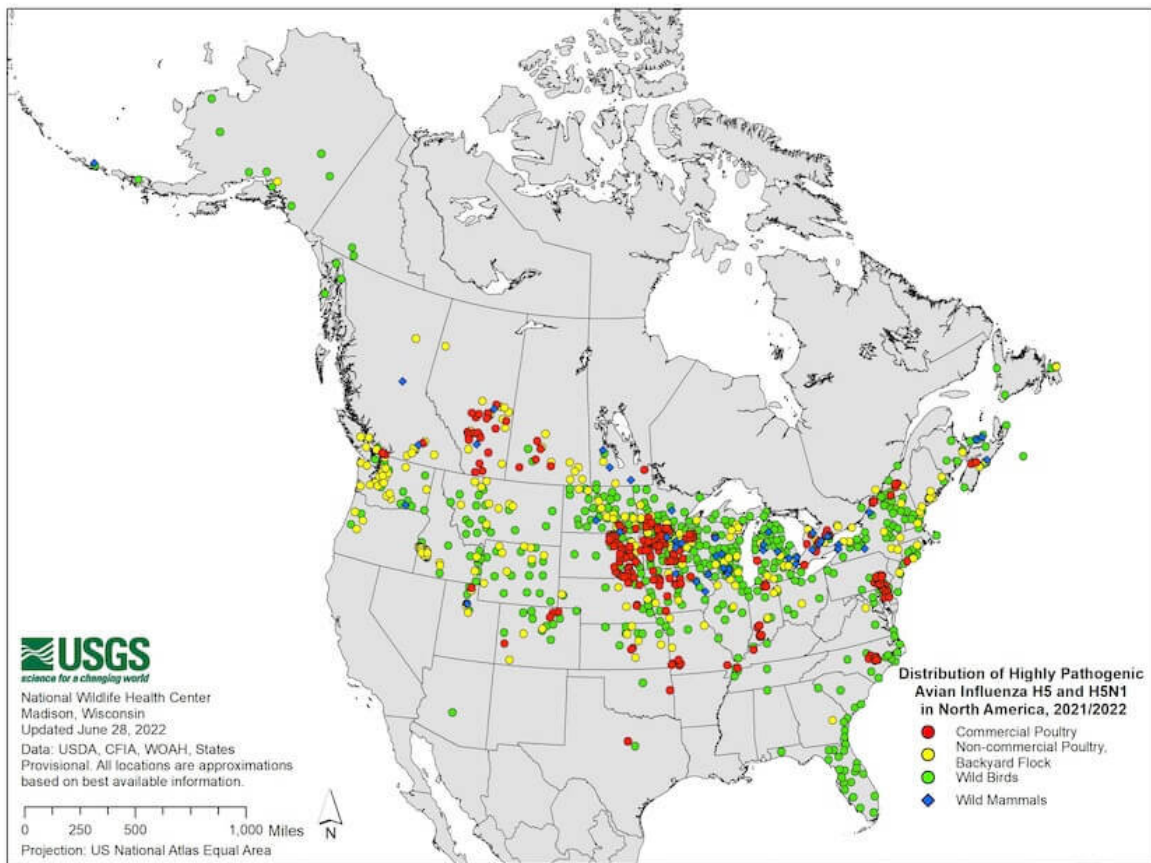 USGS
science for a changing world
National Wildlife Health Center
Madison, Wisconsin
Updated June 28, 2022
Data: USDA, CFIA, WOAH, States
Provisional. All locations are approximations
based on best available information.
0 250 500 1,000 Miles
N
Projection: US National Atlas Equal Area
Distribution of Highly Pathogenic
Avian Influenza H5 and H5N1
in North America, 2021/2022
Commercial Poultry
Non-commercial Poultry,
Backyard Flock
Wild Birds
Wild Mammals